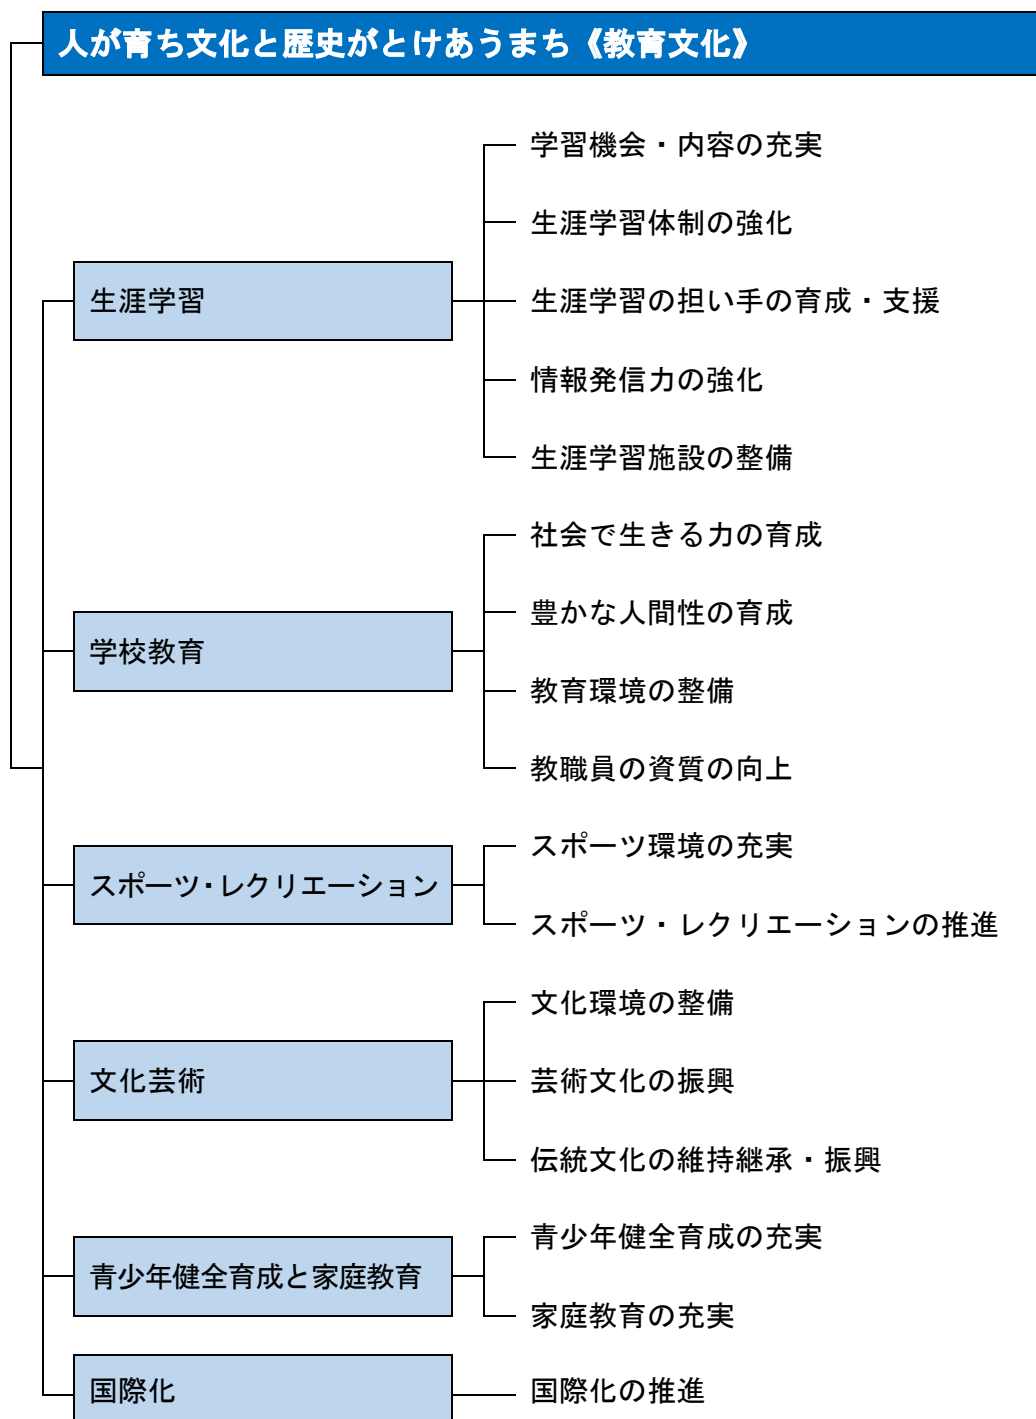 人が育ち文化と歴史がとけあうまち《教育文化》
生涯学習
学習機会・内容の充実
生涯学習体制の強化
生涯学習の担い手の育成・支援
情報発信力の強化
生涯学習施設の整備
学校教育
社会で生きる力の育成
豊かな人間性の育成
教育環境の整備
教職員の資質の向上
スポーツ・レクリエーション
スポーツ環境の充実
スポーツ・レクリエーションの推進
文化芸術
文化環境の整備
芸術文化の振興
伝統文化の維持継承・振興
青少年健全育成と家庭教育
青少年健全育成の充実
家庭教育の充実
国際化
国際化の推進